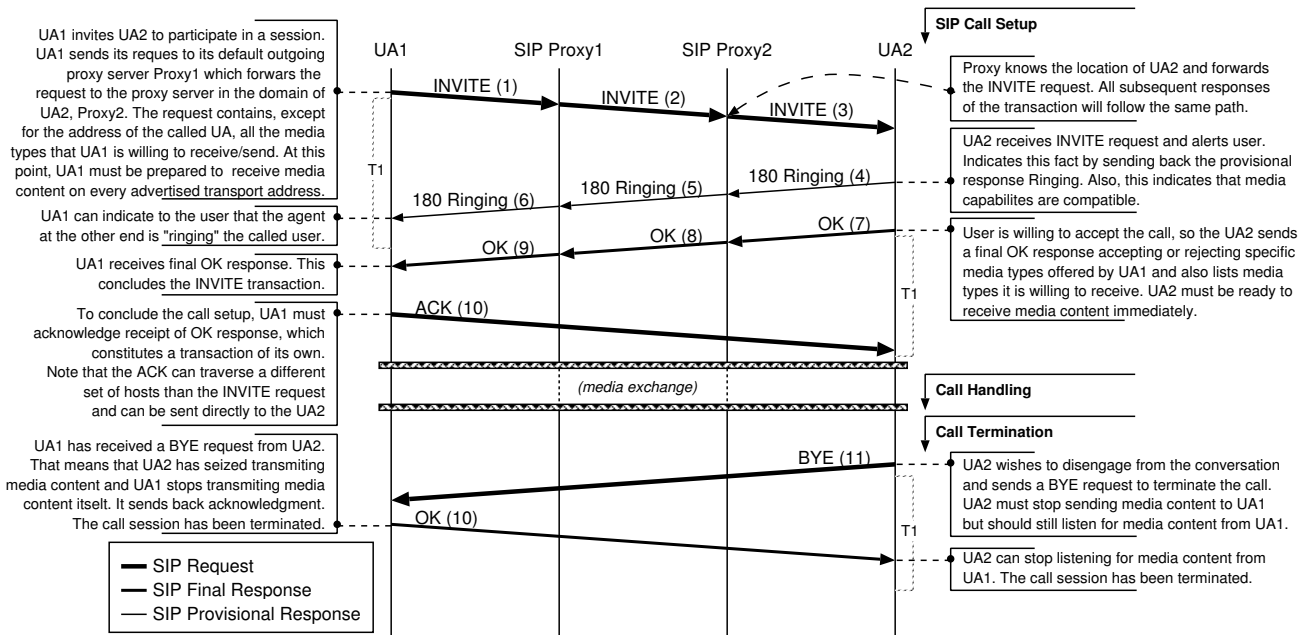 UA1 invites UA2 to participate in a session.
UA1 sends its reques to its default outgoing
proxy server Proxy1 which forwars the
request to the proxy server in the domain of
UA2, Proxy2. The request contains, except
for the address of the called UA, all the media
types that UA1 is willing to receive/send. At this
point, UA1 must be prepared to receive media
content on every advertised transport address.
UA1 can indicate to the user that the agent
at the other end is "ringing" the called user.
UA1 receives final OK response. This
concludes the INVITE transaction.
To conclude the call setup, UA1 must
acknowledge receipt of OK response, which
constitutes a transaction of its own.
Note that the ACK can traverse a different
set of hosts than the INVITE request
and can be sent directly to the UA2
UA1 has received a BYE request from UA2.
That means that UA2 has seized transmiting
media content and UA1 stops transmiting media
content itselt. It sends back acknowledgment.
The call session has been terminated.
UA1
SIP Proxy1
SIP Proxy2
UA2
INVITE (1)
INVITE (2)
INVITE (3)
T1
180 Ringing (4)
180 Ringing (5)
180 Ringing (6)
OK (7)
OK (8)
OK (9)
T1
ACK (10)
(media exchange)
BYE (11)
OK (10)
T1
SIP Call Setup
Proxy knows the location of UA2 and forwards
the INVITE request. All subsequent responses
of the transaction will follow the same path.
UA2 receives INVITE request and alerts user.
Indicates this fact by sending back the provisional
response Ringing. Also, this indicates that media
capabilites are compatible.
User is willing to accept the call, so the UA2 sends
a final OK response accepting or rejecting specific
media types offered by UA1 and also lists media
types it is willing to receive. UA2 must be ready to
receive media content immediately.
Call Handling
Call Termination
UA2 wishes to disengage from the conversation
and sends a BYE request to terminate the call.
UA2 must stop sending media content to UA1
but should still listen for media content from UA1.
UA2 can stop listening for media content from
UA1. The call session has been terminated.
SIP Request
SIP Final Response
SIP Provisional Response